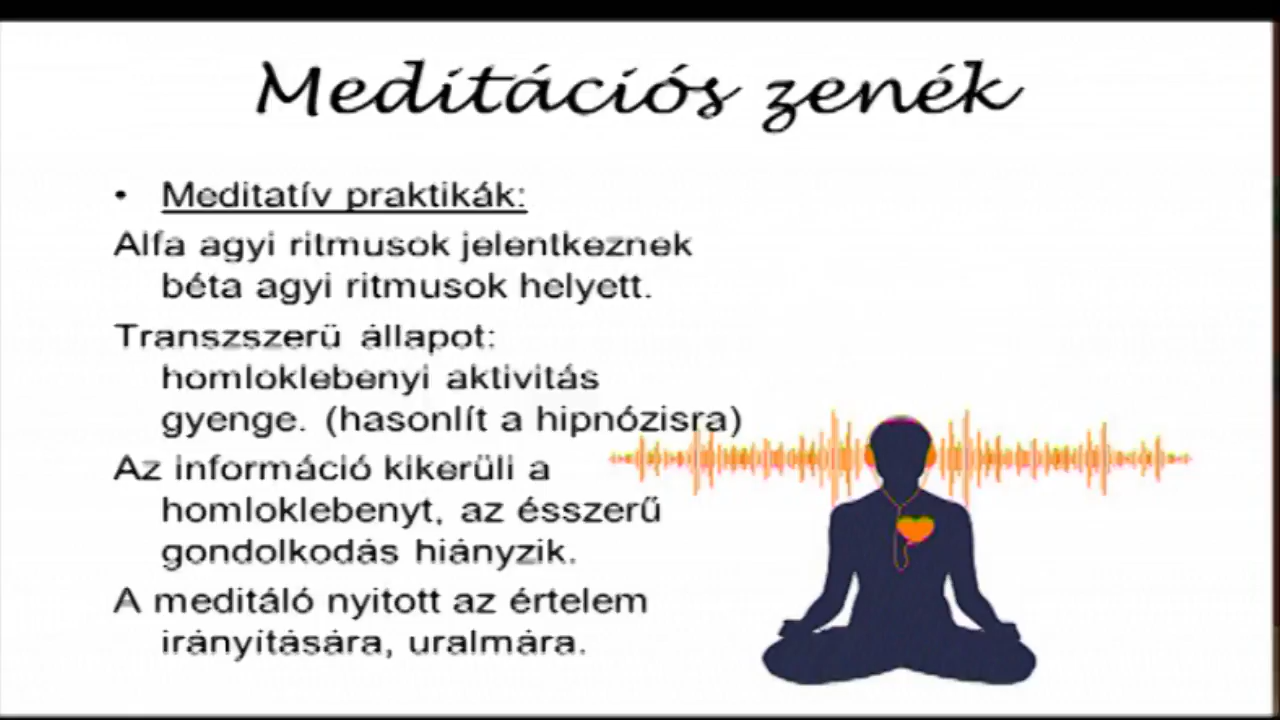 Meditációs zenék
• Meditatív praktikák:
Alfa agyi ritmusok jelentkeznek
béta agyi ritmusok helyett.
Transzszerű állapot:
homloklebenyi aktivitás
gyenge. (hasonlít a hipnózisra)
Az információ kikerüli a
homloklebenyt, az ésszerű
gondolkodás hiányzik.
A meditáló nyitott az értelem
irányítására, uralmára.